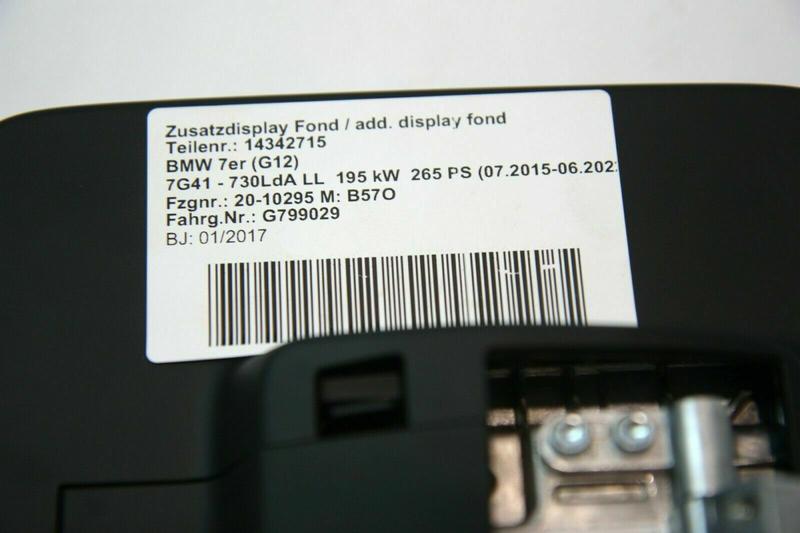 Zusatzdisplay Fond / add. display fond
Teilenr.: 14342715
BMW 7er (G12)
7G41 - 730LdA LL 195 kW 265 PS (07.2015-06.202
Fzgnr.: 20-10295 M: B57O
Fahrg.Nr.: G799029
BJ: 01/2017